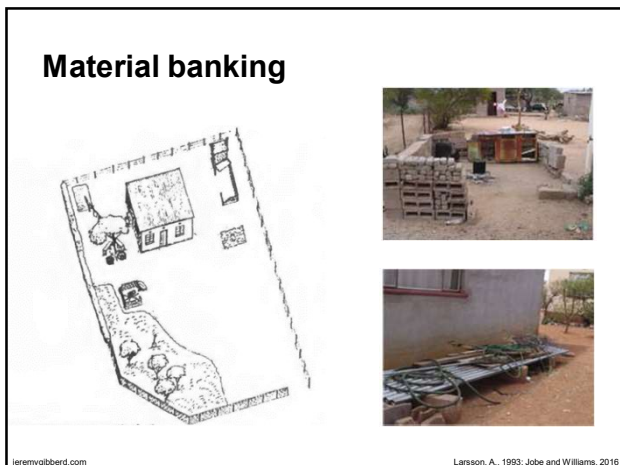 Material banking
jeremygibberd.com
Larsson, A., 1993; Jobe and Williams, 2016